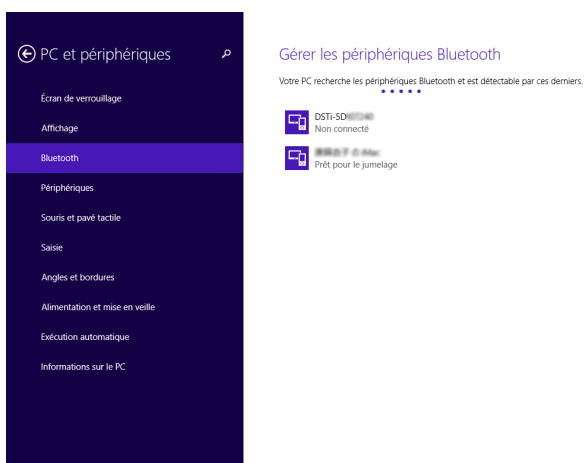 PC et périphériques
Écran de verrouillage
Affichage
Bluetooth
Périphériques
Souris et pavé tactile
Saisie
Angles et bordures
Alimentation et mise en veille
Exécution automatique
Informations sur le PC
Gérer les périphériques Bluetooth
Votre PC recherche les périphériques Bluetooth et est détectable par ces derniers.
Non connecté
Prêt pour le jumelage